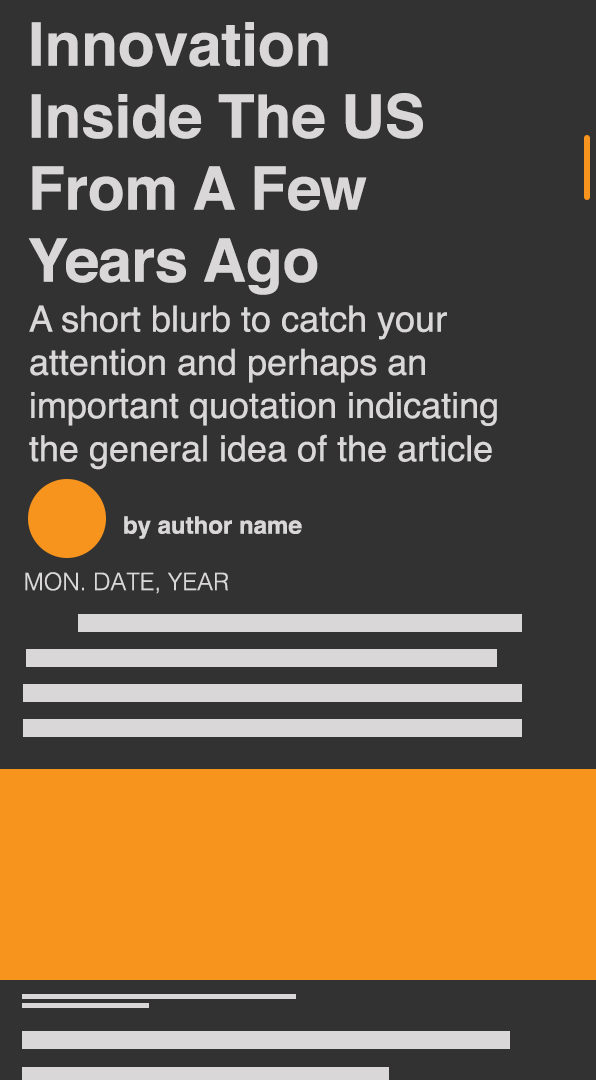 Innovation
Inside The US
From A Few
Years Ago
A short blurb to catch your
attention and perhaps an
important quotation indicating
the general idea of the article
by author name
MON. DATE, YEAR